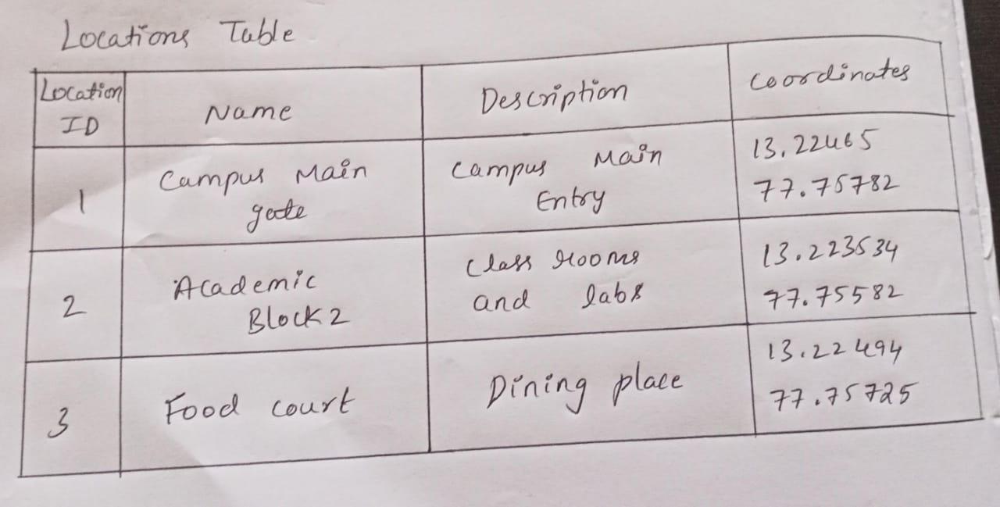 Locations Table
Location ID
Name
Description
Coordinates
1
Campus Main
gate
Campus Main
Entry
13.22465
77.75782
2
Academic
Block 2
Class rooms
and labs
13.223534
77.75582
3
Food court
Dining place
13.22494
77.75725